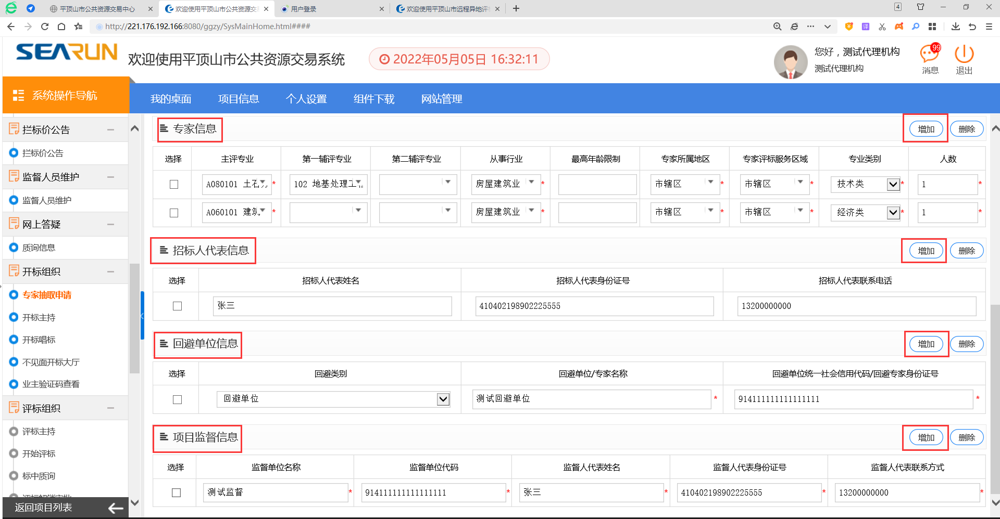 平顶山市公共资源交易中心
欢迎使用平顶山市公共资源交
用户登录
欢迎使用平顶山市远程异地评
4
http://221.176.192.166:8080/ggzy/SysMainHome.html####
译
SEARUN
欢迎使用平顶山市公共资源交易系统
2022年05月05日 16:32:11
您好，测试代理机构
测试代理机构
99
消息
退出
系统操作导航
我的桌面 项目信息 个人设置 组件下载 网站管理
拦标价公告
拦标价公告
监督人员维护
监督人员维护
网上答疑
质询信息
开标组织
专家抽取申请
开标主持
开标唱标
不见面开标大厅
业主验证码查看
评标组织
评标主持
开始评标
标中质询
返回项目列表
专家信息 增加 删除
选择 主评专业 第一辅评专业 第二辅评专业 从事行业 最高年龄限制 专家所属地区 专家评标服务区域 专业类别 人数
A080101 土石方 * 102 地基处理工程 房屋建筑业 * 市辖区 * 市辖区 * 技术类 * 1 *
A060101 建筑 * 房屋建筑业 * 市辖区 * 市辖区 * 经济类 * 1 *
招标人代表信息 增加 删除
选择 招标人代表姓名 招标人代表身份证号 招标人代表联系电话
张三 410402198902225555 13200000000
回避单位信息 增加 删除
选择 回避类别 回避单位/专家名称 回避单位统一社会信用代码/回避专家身份证号
回避单位 测试回避单位 * 914111111111111111 *
项目监督信息 增加 删除
选择 监督单位名称 监督单位代码 监督人代表姓名 监督人代表身份证号 监督人代表联系方式
测试监督 * 914111111111111111 * 张三 * 410402198902225555 * 13200000000 *